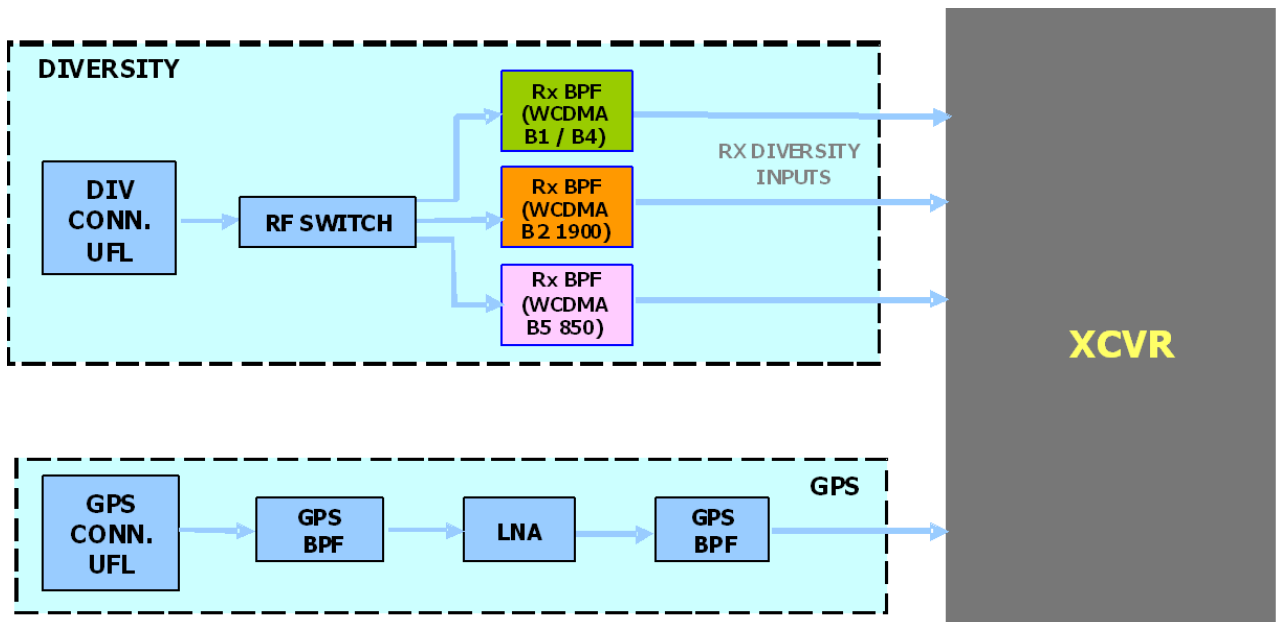 DIVERSITY
DIV
CONN.
UFL
RF SWITCH
Rx BPF
(WCDMA
B1 / B4)
Rx BPF
(WCDMA
B2 1900)
Rx BPF
(WCDMA
B5 850)
RX DIVERSITY
INPUTS
XCVR
GPS
CONN.
UFL
GPS
BPF
LNA
GPS
BPF
GPS